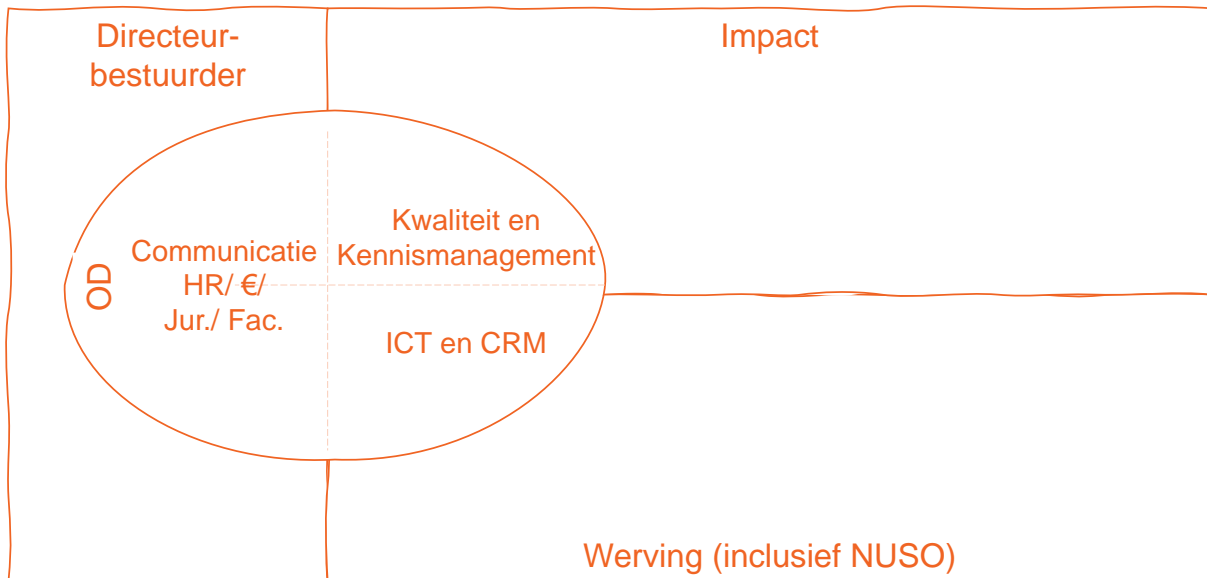 Directeur-
bestuurder
Impact
OD
Communicatie
HR/ €/
Jur./ Fac.
Kwaliteit en
Kennismanagement
ICT en CRM
Werving (inclusief NUSO)